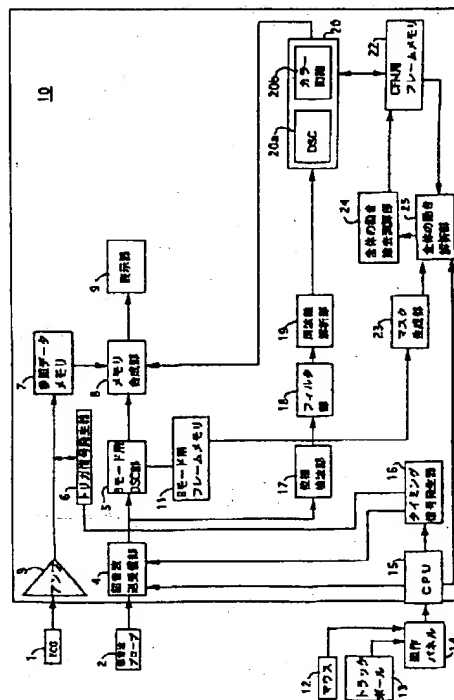 10
1
ECG
2
超音波
プローブ
3
アンプ
4
超音波
送受信部
5
Bモード用
DSC部
6
トリガ信号発生部
7
参照データ
メモリ
8
メモリ
合成部
9
表示器
11
Bモード用
フレームメモリ
12
マウス
13
トラック
ボール
14
操作
パネル
15
CPU
16
タイミング
信号発生器
17
位相
検波部
18
フィルタ
部
19
周波数
解析部
20
20a
DSC
20b
カラー
回路
22
CFM用
フレームメモリ
23
マスク
生成部
24
全体の動き
除去演算部
25
全体の動き
解析部